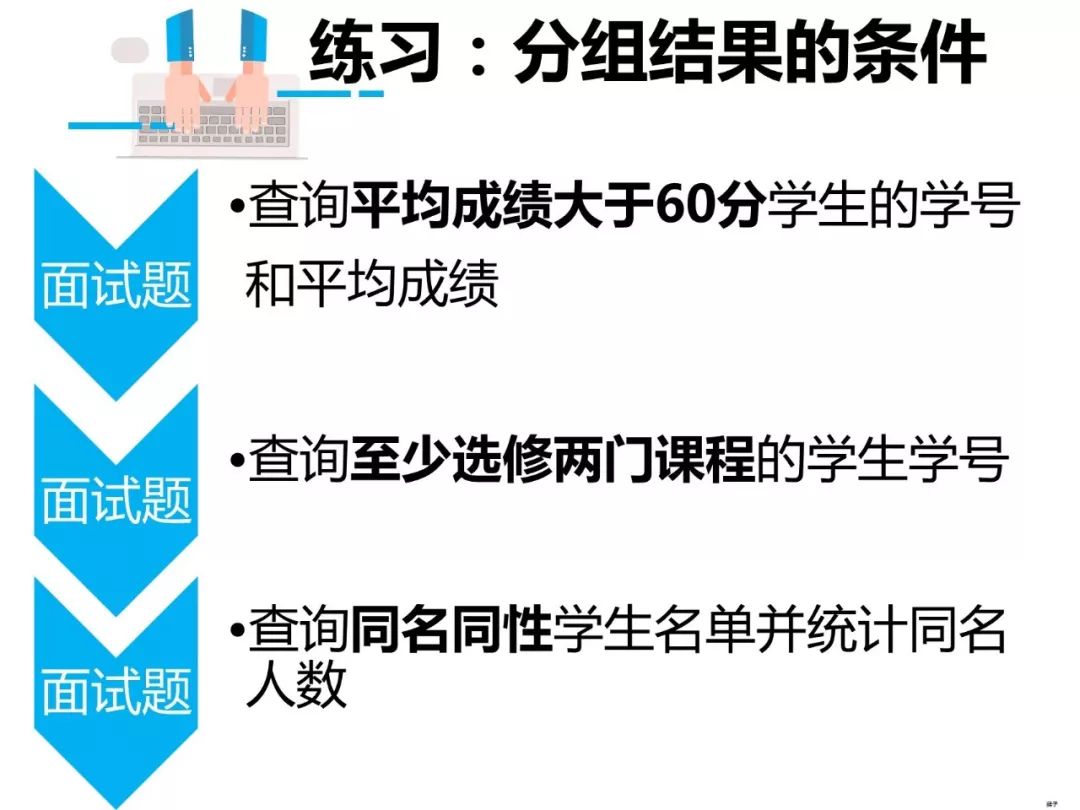 练习：分组结果的条件
•查询平均成绩大于60分学生的学号
和平均成绩
面试题
•查询至少选修两门课程的学生学号
面试题
•查询同名同性学生名单并统计同名
人数
面试题